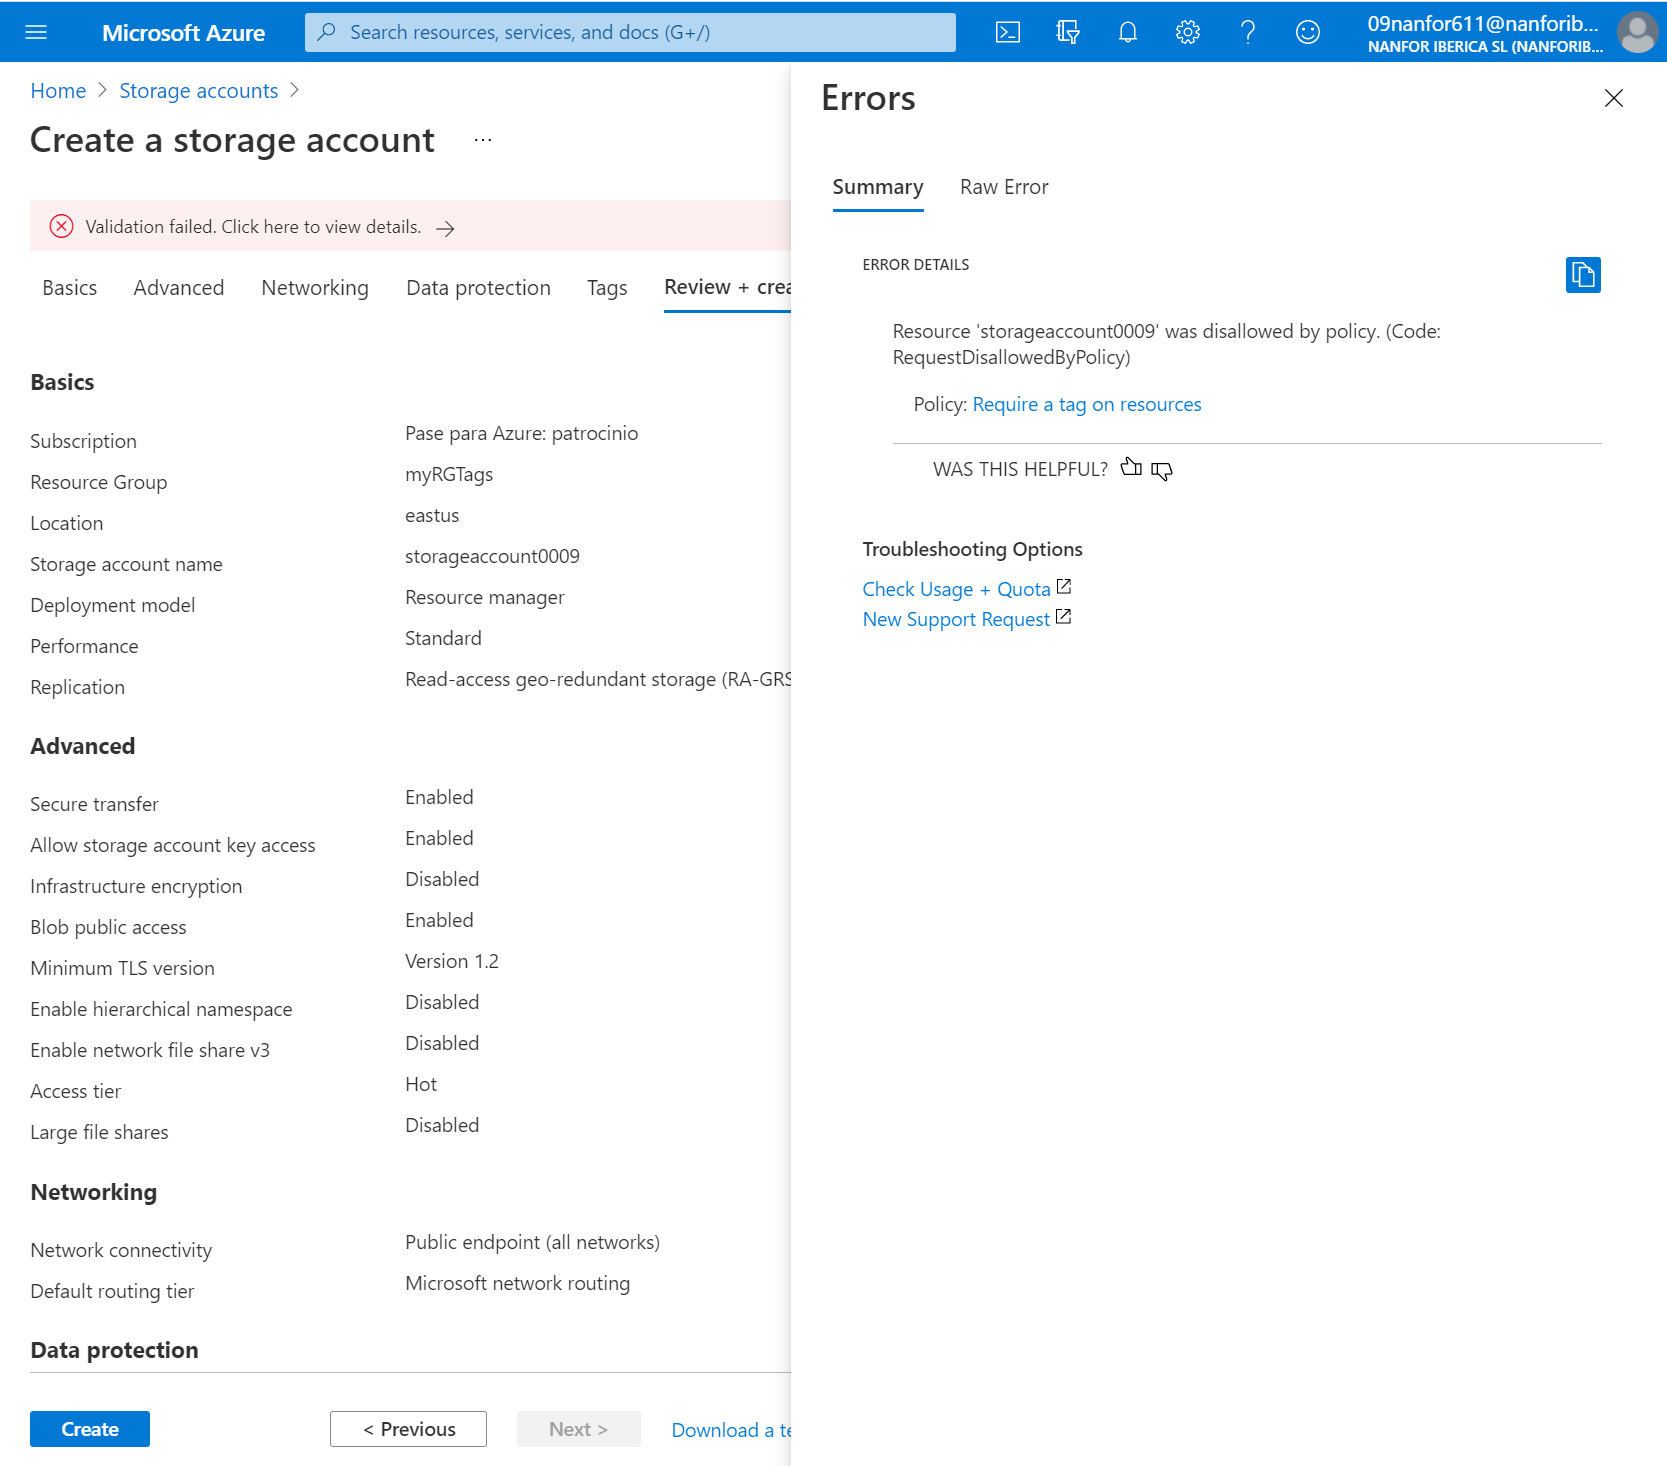 Microsoft Azure
Search resources, services, and docs (G+/)
09nanfor611@nanforib...
NANFOR IBERICA SL (NANFORIB...
Home > Storage accounts >
Create a storage account ...
Validation failed. Click here to view details. →
Basics Advanced Networking Data protection Tags Review + crea
Basics
Subscription Pase para Azure: patrocinio
Resource Group myRGTags
Location eastus
Storage account name storageaccount0009
Deployment model Resource manager
Performance Standard
Replication Read-access geo-redundant storage (RA-GRS
Advanced
Secure transfer Enabled
Allow storage account key access Enabled
Infrastructure encryption Disabled
Blob public access Enabled
Minimum TLS version Version 1.2
Enable hierarchical namespace Disabled
Enable network file share v3 Disabled
Access tier Hot
Large file shares Disabled
Networking
Network connectivity Public endpoint (all networks)
Default routing tier Microsoft network routing
Data protection
Create < Previous Next > Download a te
Errors
Summary Raw Error
ERROR DETAILS
Resource 'storageaccount0009' was disallowed by policy. (Code:
RequestDisallowedByPolicy)
Policy: Require a tag on resources
WAS THIS HELPFUL?
Troubleshooting Options
Check Usage + Quota
New Support Request